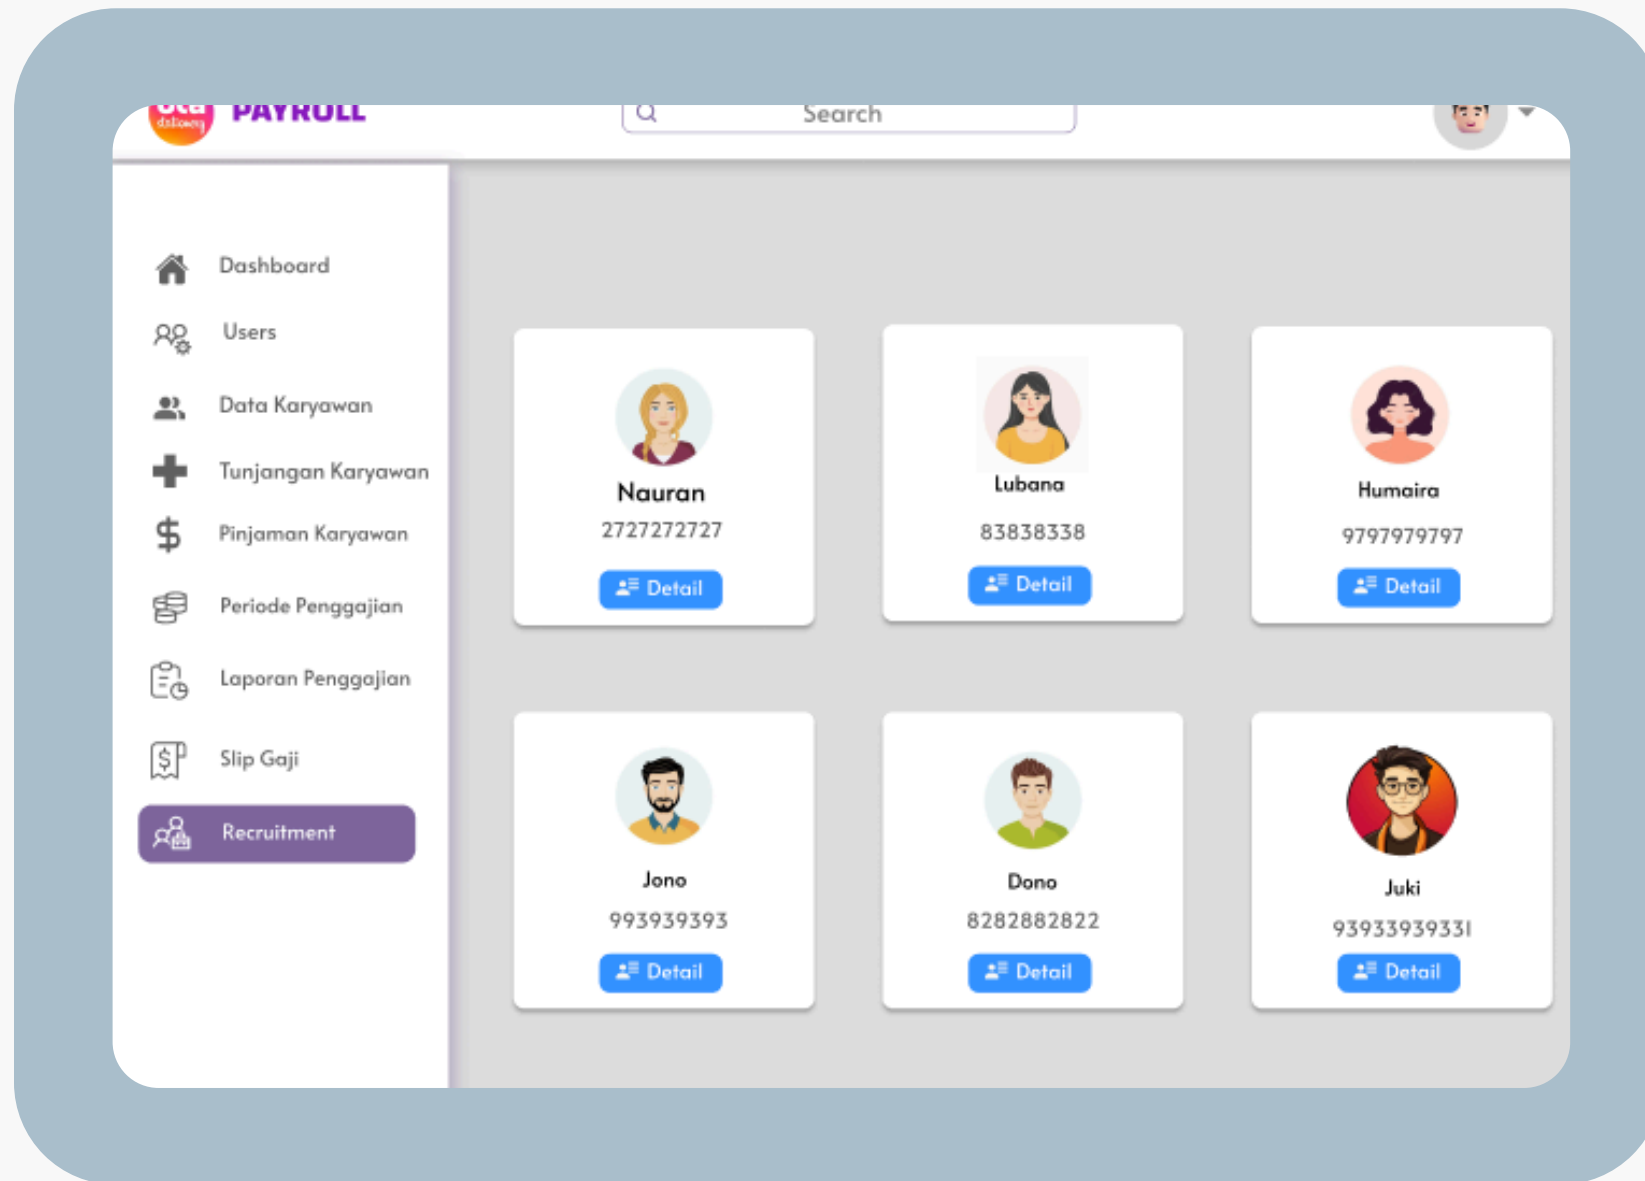 PAYROLL
Search
Dashboard
Users
Data Karyawan
Tunjangan Karyawan
Pinjaman Karyawan
Periode Penggajian
Laporan Penggajian
Slip Gaji
Recruitment
Nauran
2727272727
Detail
Lubana
83838338
Detail
Humaira
9797979797
Detail
Jono
993939393
Detail
Dono
8282882822
Detail
Juki
93933939331
Detail